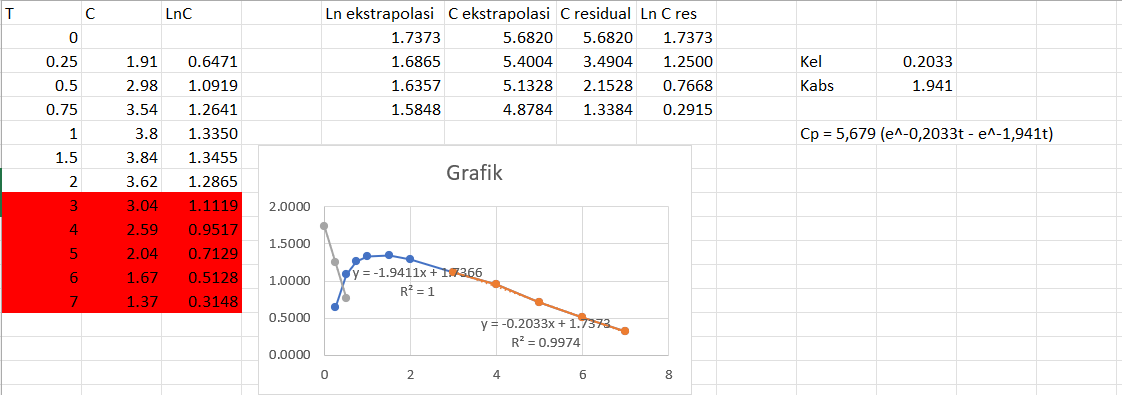 T C LnC Ln ekstrapolasi C ekstrapolasi C residual Ln C res
0 1.7373 5.6820 5.6820 1.7373
0.25 1.91 0.6471 1.6865 5.4004 3.4904 1.2500 Kel 0.2033
0.5 2.98 1.0919 1.6357 5.1328 2.1528 0.7668 Kabs 1.941
0.75 3.54 1.2641 1.5848 4.8784 1.3384 0.2915
1 3.8 1.3350 Cp = 5,679 (e^-0,2033t - e^-1,941t)
1.5 3.84 1.3455
2 3.62 1.2865
3 3.04 1.1119
4 2.59 0.9517
5 2.04 0.7129
6 1.67 0.5128
7 1.37 0.3148
Grafik
2.0000
1.5000
1.0000
0.5000
0.0000
y = -1.9411x + 1.7366
R² = 1
y = -0.2033x + 1.7373
R² = 0.9974
0 2 4 6 8